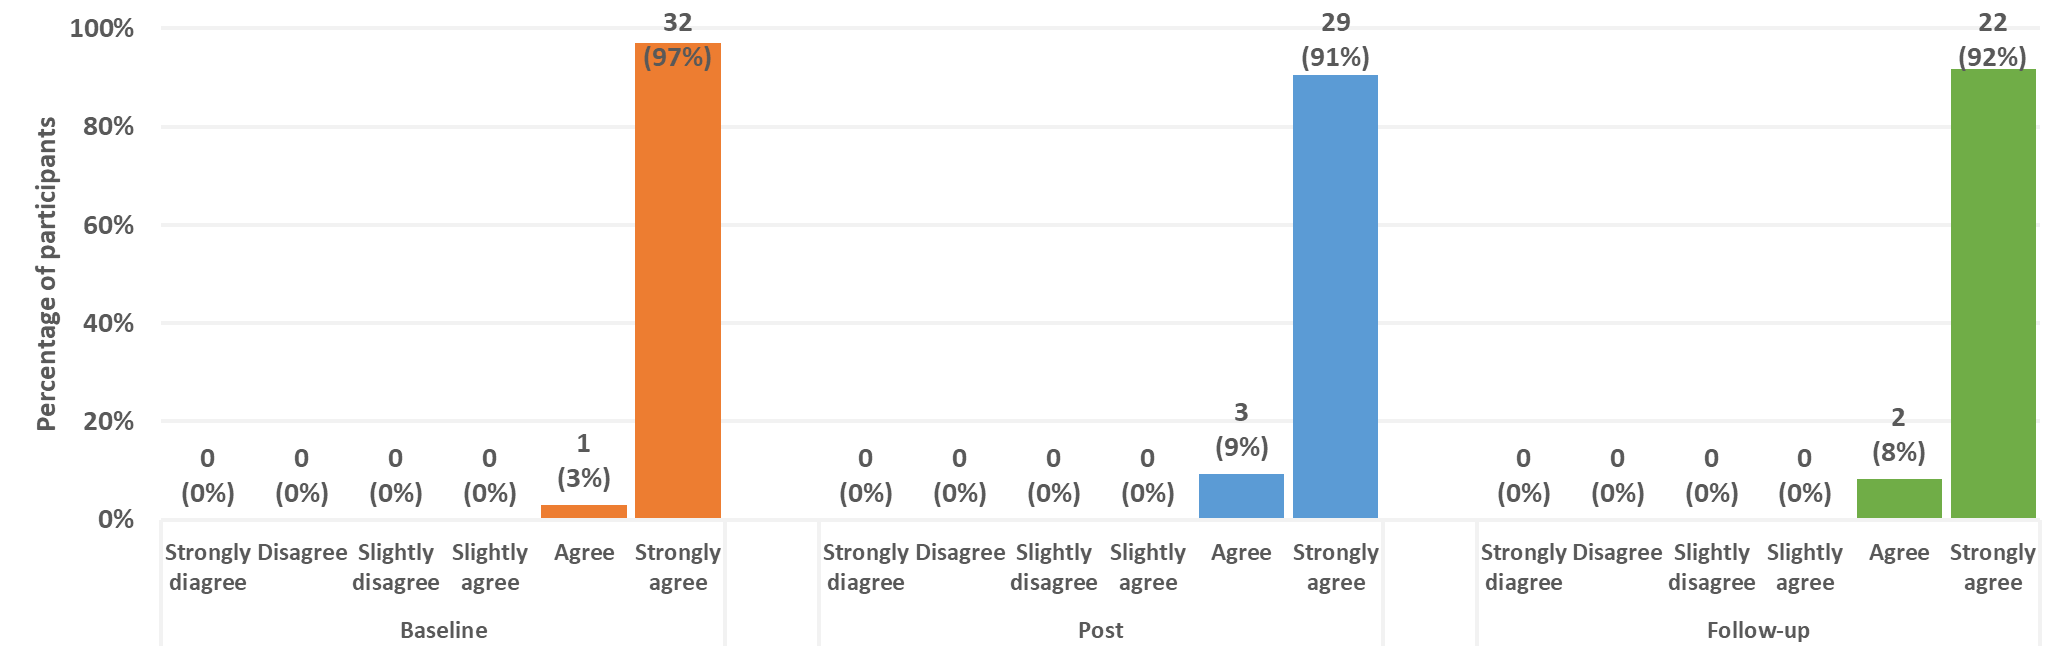 Percentage of participants
100%
80%
60%
40%
20%
0%
0
(0%)
0
(0%)
0
(0%)
0
(0%)
1
(3%)
32
(97%)
0
(0%)
0
(0%)
0
(0%)
0
(0%)
3
(9%)
29
(91%)
0
(0%)
0
(0%)
0
(0%)
0
(0%)
2
(8%)
22
(92%)
Strongly
diagree
Disagree
Slightly
disagree
Slightly
agree
Agree
Strongly
agree
Strongly
diagree
Disagree
Slightly
disagree
Slightly
agree
Agree
Strongly
agree
Strongly
diagree
Disagree
Slightly
disagree
Slightly
agree
Agree
Strongly
agree
Baseline
Post
Follow-up